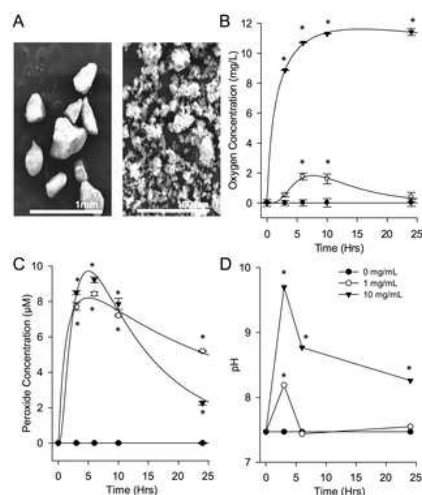 A
B
1mm
Oxygen Concentration (mg/L)
12
10
8
6
4
2
0
0 5 10 15 20 25
Time (Hrs)
* * * *
* *
C
D
Peroxide Concentration (μM)
10
8
6
4
2
0
0 5 10 15 20 25
Time (Hrs)
* * * *
* * * *
pH
10
9
8
7
0 5 10 15 20 25
Time (Hrs)
0 mg/mL
1 mg/mL
10 mg/mL
* * *
*